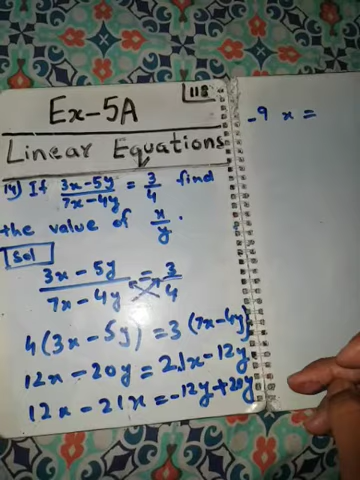 118
Ex-5A
Linear Equations
14) If 3x-5y/7x-4y = 3/4 find
the value of x/y.
Sol
3x-5y/7x-4y = 3/4
4(3x-5y)=3(7x-4y)
12x-20y=21x-12y
12x-21x=-12y+20y
-9 x =